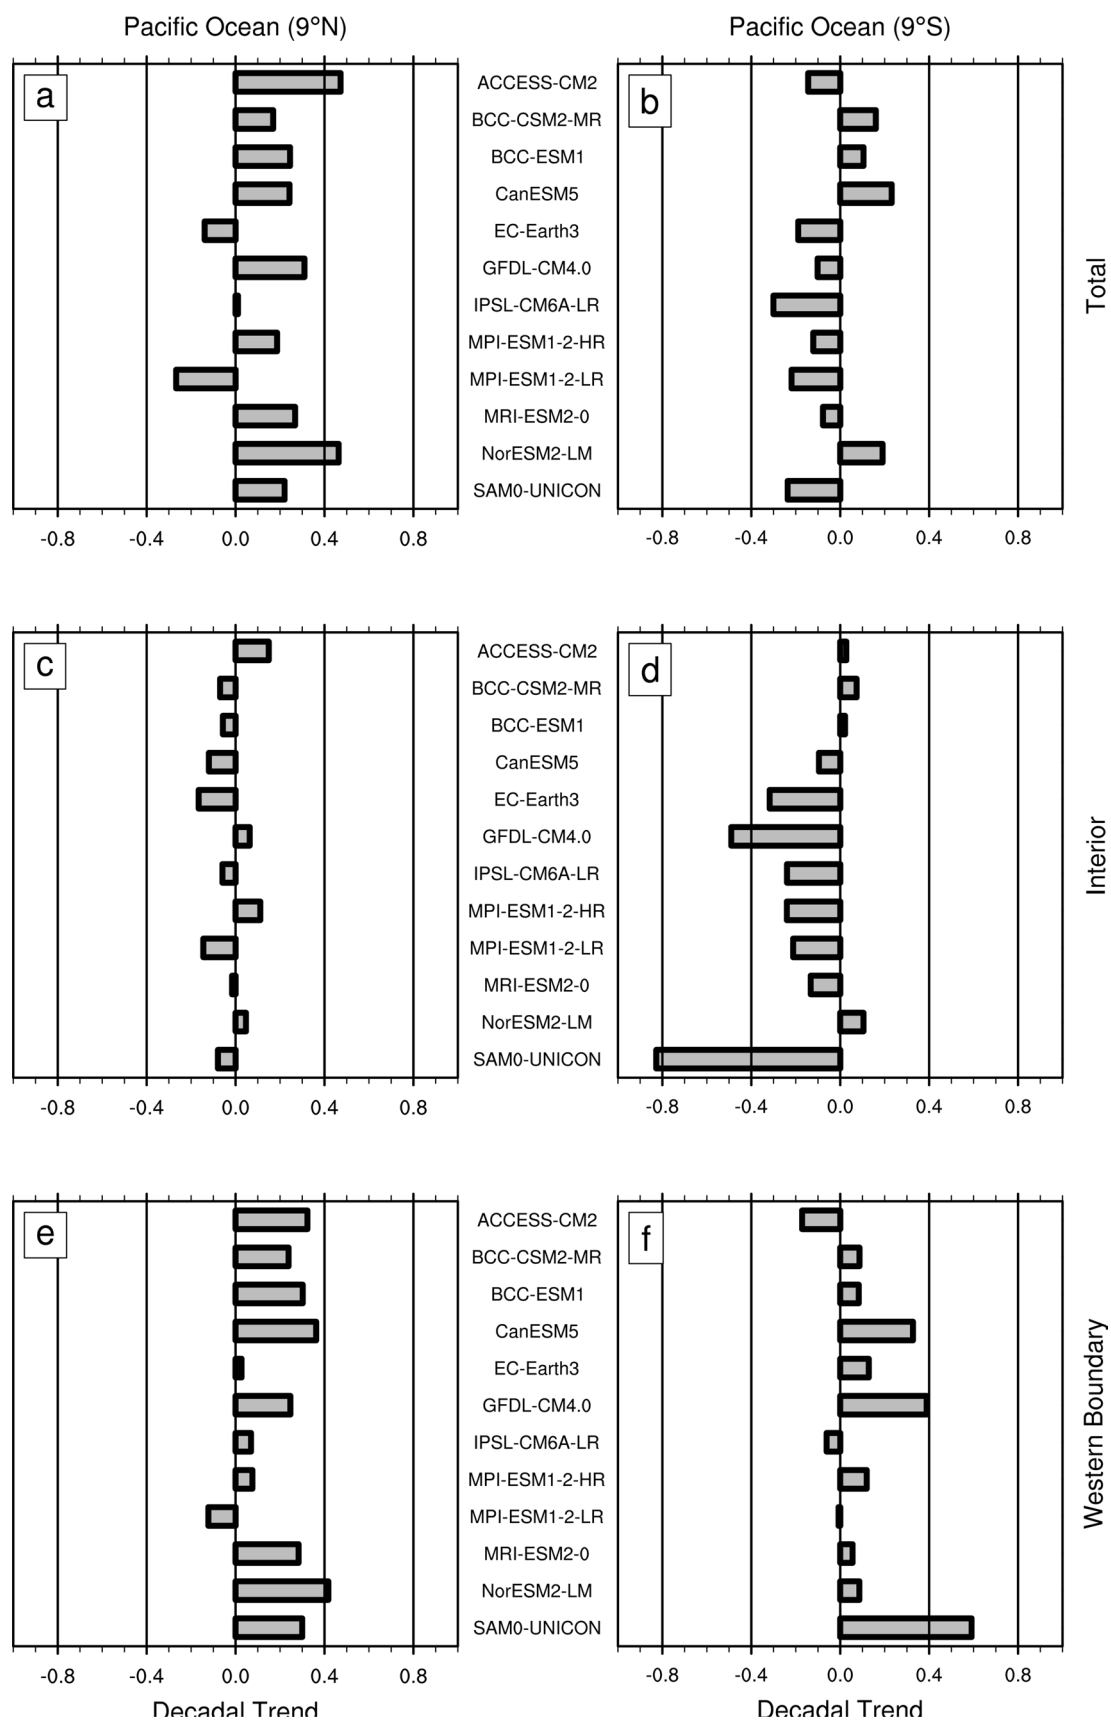 Pacific Ocean (9°N)
Pacific Ocean (9°S)
a
b
ACCESS-CM2
BCC-CSM2-MR
BCC-ESM1
CanESM5
EC-Earth3
GFDL-CM4.0
IPSL-CM6A-LR
MPI-ESM1-2-HR
MPI-ESM1-2-LR
MRI-ESM2-0
NorESM2-LM
SAM0-UNICON
Total
-0.8 -0.4 0.0 0.4 0.8
-0.8 -0.4 0.0 0.4 0.8
c
d
ACCESS-CM2
BCC-CSM2-MR
BCC-ESM1
CanESM5
EC-Earth3
GFDL-CM4.0
IPSL-CM6A-LR
MPI-ESM1-2-HR
MPI-ESM1-2-LR
MRI-ESM2-0
NorESM2-LM
SAM0-UNICON
Interior
-0.8 -0.4 0.0 0.4 0.8
-0.8 -0.4 0.0 0.4 0.8
e
f
ACCESS-CM2
BCC-CSM2-MR
BCC-ESM1
CanESM5
EC-Earth3
GFDL-CM4.0
IPSL-CM6A-LR
MPI-ESM1-2-HR
MPI-ESM1-2-LR
MRI-ESM2-0
NorESM2-LM
SAM0-UNICON
Western Boundary
-0.8 -0.4 0.0 0.4 0.8
-0.8 -0.4 0.0 0.4 0.8
Decadal Trend
Decadal Trend